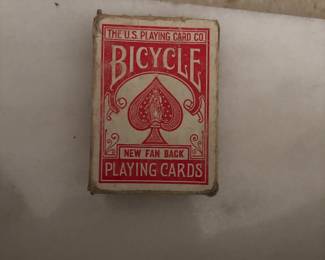 THE U.S. PLAYING CARD CO
BICYCLE
NEW FAN BACK
PLAYING CARDS